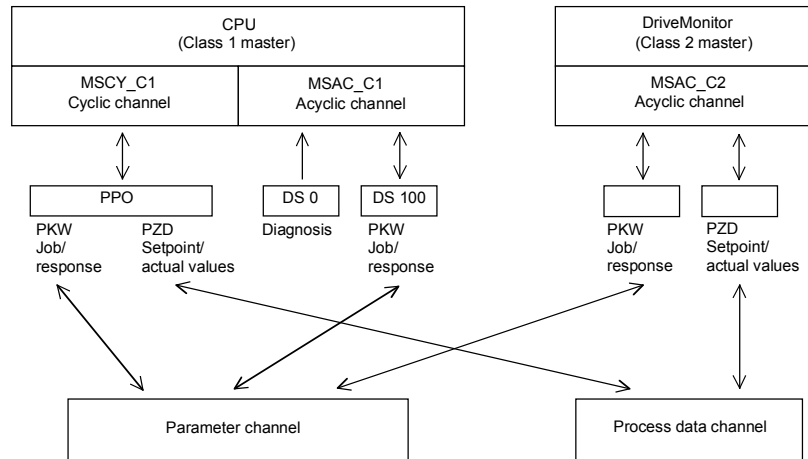 CPU
(Class 1 master)
DriveMonitor
(Class 2 master)
MSCY_C1
Cyclic channel
MSAC_C1
Acyclic channel
MSAC_C2
Acyclic channel
PPO
DS 0
DS 100
PKW
Job/
response
PZD
Setpoint/
actual values
Diagnosis
PKW
Job/
response
PKW
Job/
response
PZD
Setpoint/
actual values
Parameter channel
Process data channel